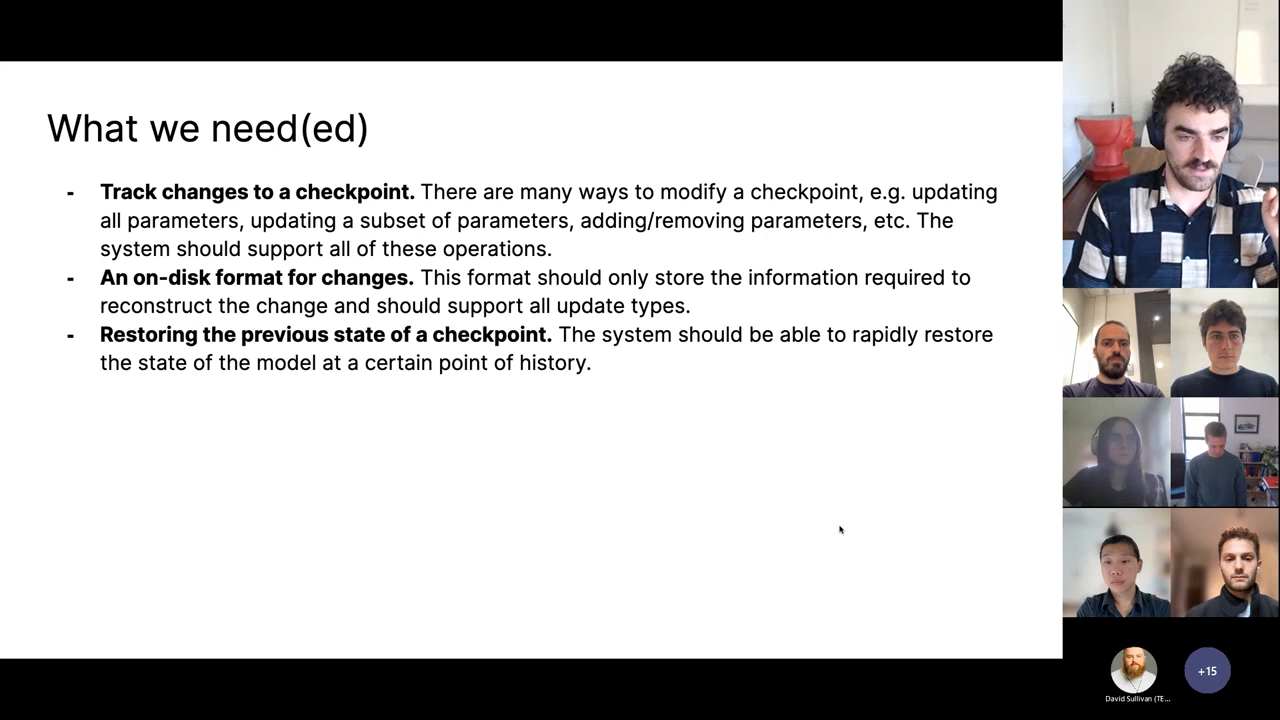 What we need(ed)
- Track changes to a checkpoint. There are many ways to modify a checkpoint, e.g. updating
all parameters, updating a subset of parameters, adding/removing parameters, etc. The
system should support all of these operations.
- An on-disk format for changes. This format should only store the information required to
reconstruct the change and should support all update types.
- Restoring the previous state of a checkpoint. The system should be able to rapidly restore
the state of the model at a certain point of history.
+15
David Sullivan (TE...